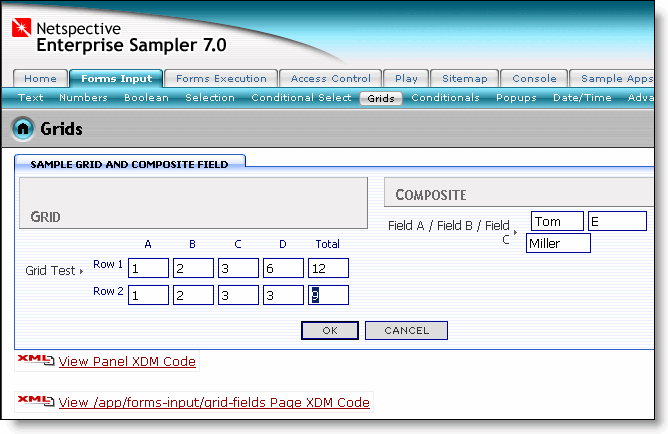 Netspective
Enterprise Sampler 7.0
Home Forms Input Forms Execution Access Control Play Sitemap Console Sample Apps
Text Numbers Boolean Selection Conditional Select Grids Conditionals Popups Date/Time Adva
Grids
SAMPLE GRID AND COMPOSITE FIELD
GRID
A B C D Total
Grid Test
Row 1 1 2 3 6 12
Row 2 1 2 3 3 9
COMPOSITE
Field A / Field B / Field C
Tom E
Miller
OK CANCEL
XML View Panel XDM Code
XML View /app/forms-input/grid-fields Page XDM Code